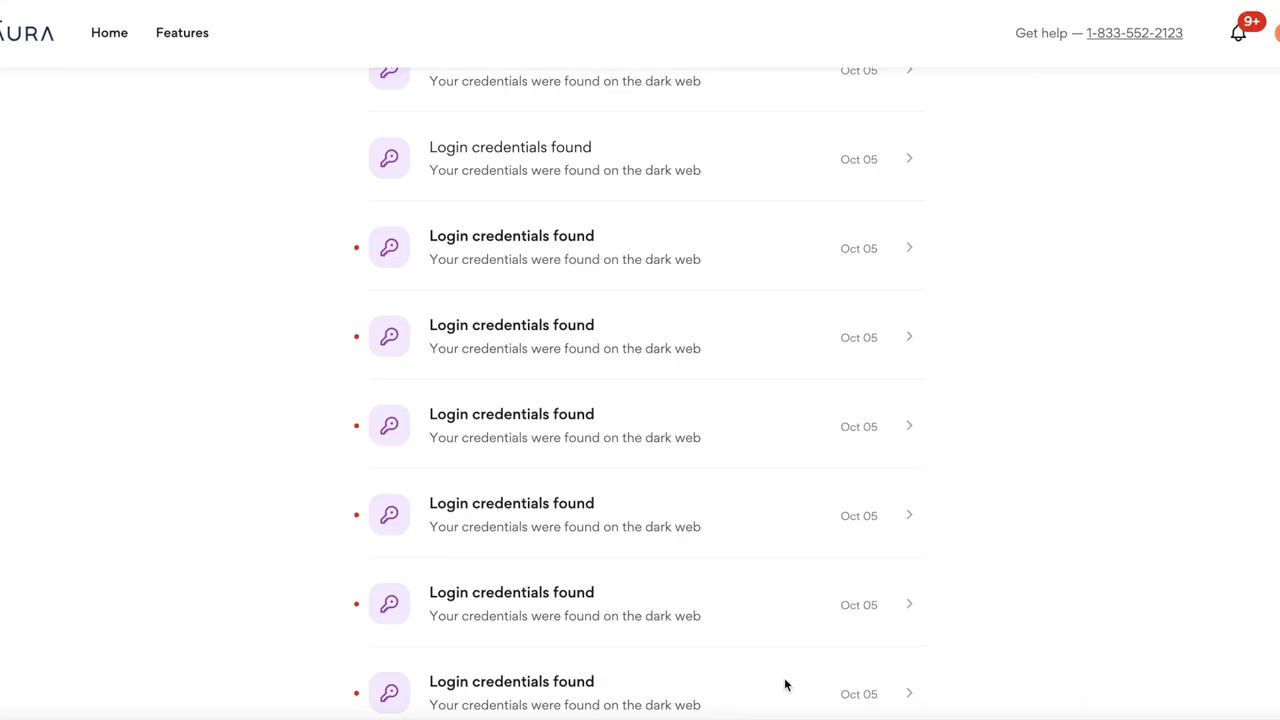 AURA
Home
Features
Get help — 1-833-552-2123
9+
Your credentials were found on the dark web
Oct 05
Login credentials found
Your credentials were found on the dark web
Oct 05
Login credentials found
Your credentials were found on the dark web
Oct 05
Login credentials found
Your credentials were found on the dark web
Oct 05
Login credentials found
Your credentials were found on the dark web
Oct 05
Login credentials found
Your credentials were found on the dark web
Oct 05
Login credentials found
Your credentials were found on the dark web
Oct 05
Login credentials found
Your credentials were found on the dark web
Oct 05